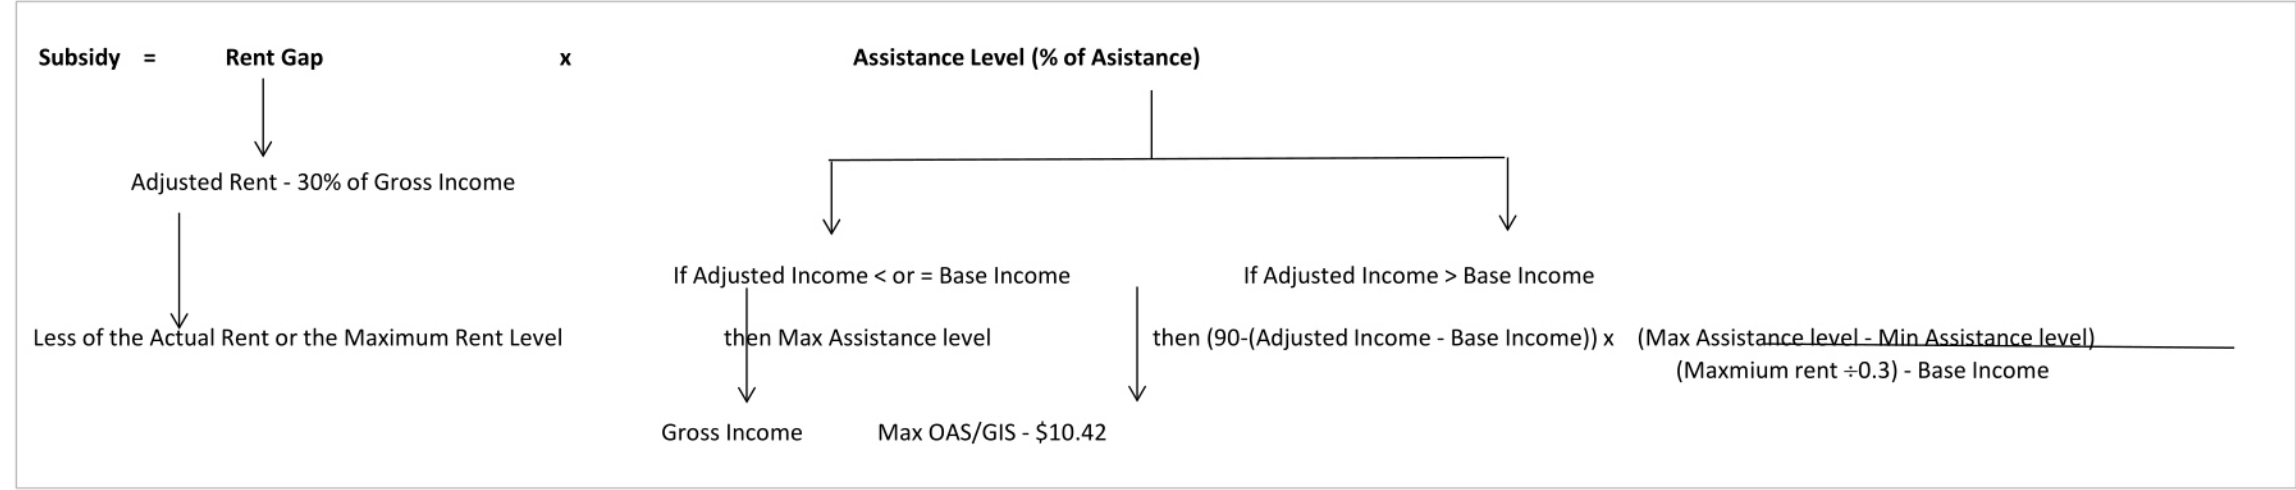 Subsidy = Rent Gap x Assistance Level (% of Asistance)
Adjusted Rent - 30% of Gross Income
If Adjusted Income < or = Base Income If Adjusted Income > Base Income
Less of the Actual Rent or the Maximum Rent Level then Max Assistance level then (90-(Adjusted Income - Base Income)) x (Max Assistance level - Min Assistance level)
(Maxmium rent ÷0.3) - Base Income
Gross Income Max OAS/GIS - $10.42